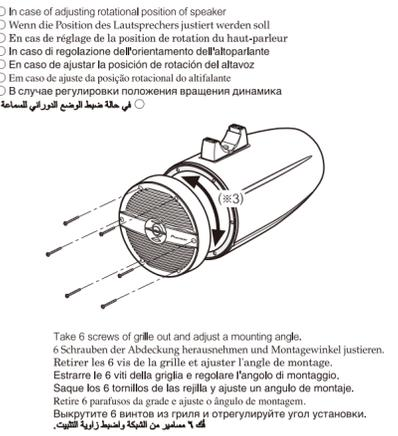 ○ In case of adjusting rotational position of speaker
○ Wenn die Position des Lautsprechers justiert werden soll
○ En cas de réglage de la position de rotation du haut-parleur
○ In caso di regolazione dell'orientamento dell'altoparlante
○ En caso de ajustar la posición de rotación del altavoz
○ Em caso de ajuste da posição rotacional do altifalante
○ В случае регулировки положения вращения динамика
○ في حالة ضبط الوضع الدوراني للسماعة
(※3)
Pioneer
Take 6 screws of grille out and adjust a mounting angle.
6 Schrauben der Abdeckung herausnehmen und Montagewinkel justieren.
Retirer les 6 vis de la grille et ajuster l'angle de montage.
Estrarre le 6 viti della griglia e regolare l'angolo di montaggio.
Saque los 6 tornillos de las rejilla y ajuste un angulo de montaje.
Retire 6 parafusos da grade e ajuste o ângulo de montagem.
Выкрутите 6 винтов из гриля и отрегулируйте угол установки.
فك ٦ مسامير من الشبكة واضبط زاوية التثبيت.